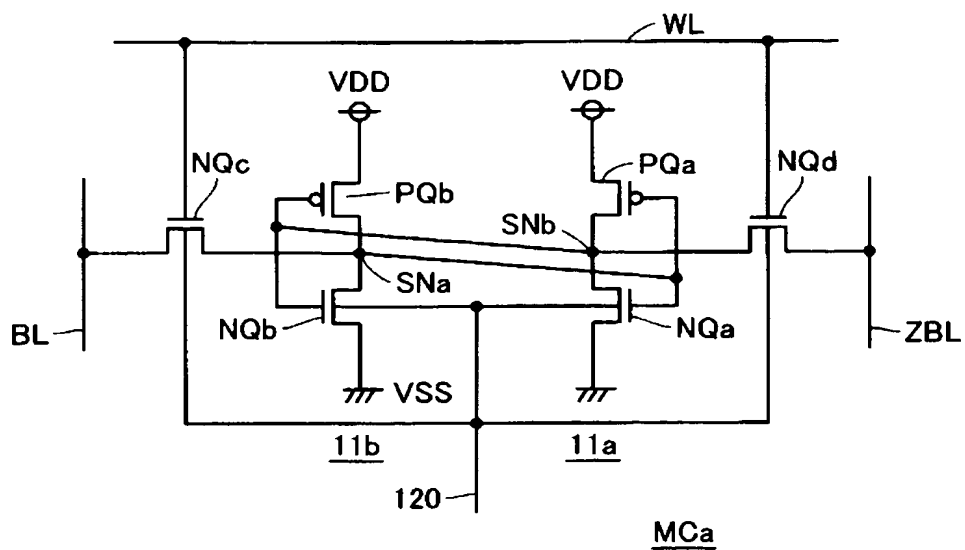 WL
VDD
VDD
NQc
PQb
PQa
NQd
SNb
SNa
BL
NQb
NQa
ZBL
VSS
11b
11a
120
MCa